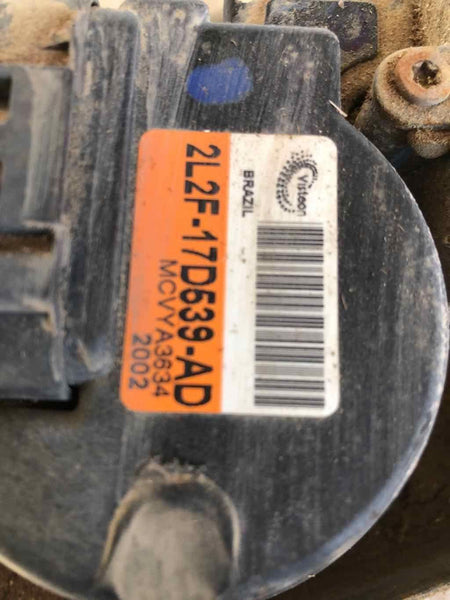 Visteon
BRAZIL
2L2F-17D639-AD
MCVYA3634
2002